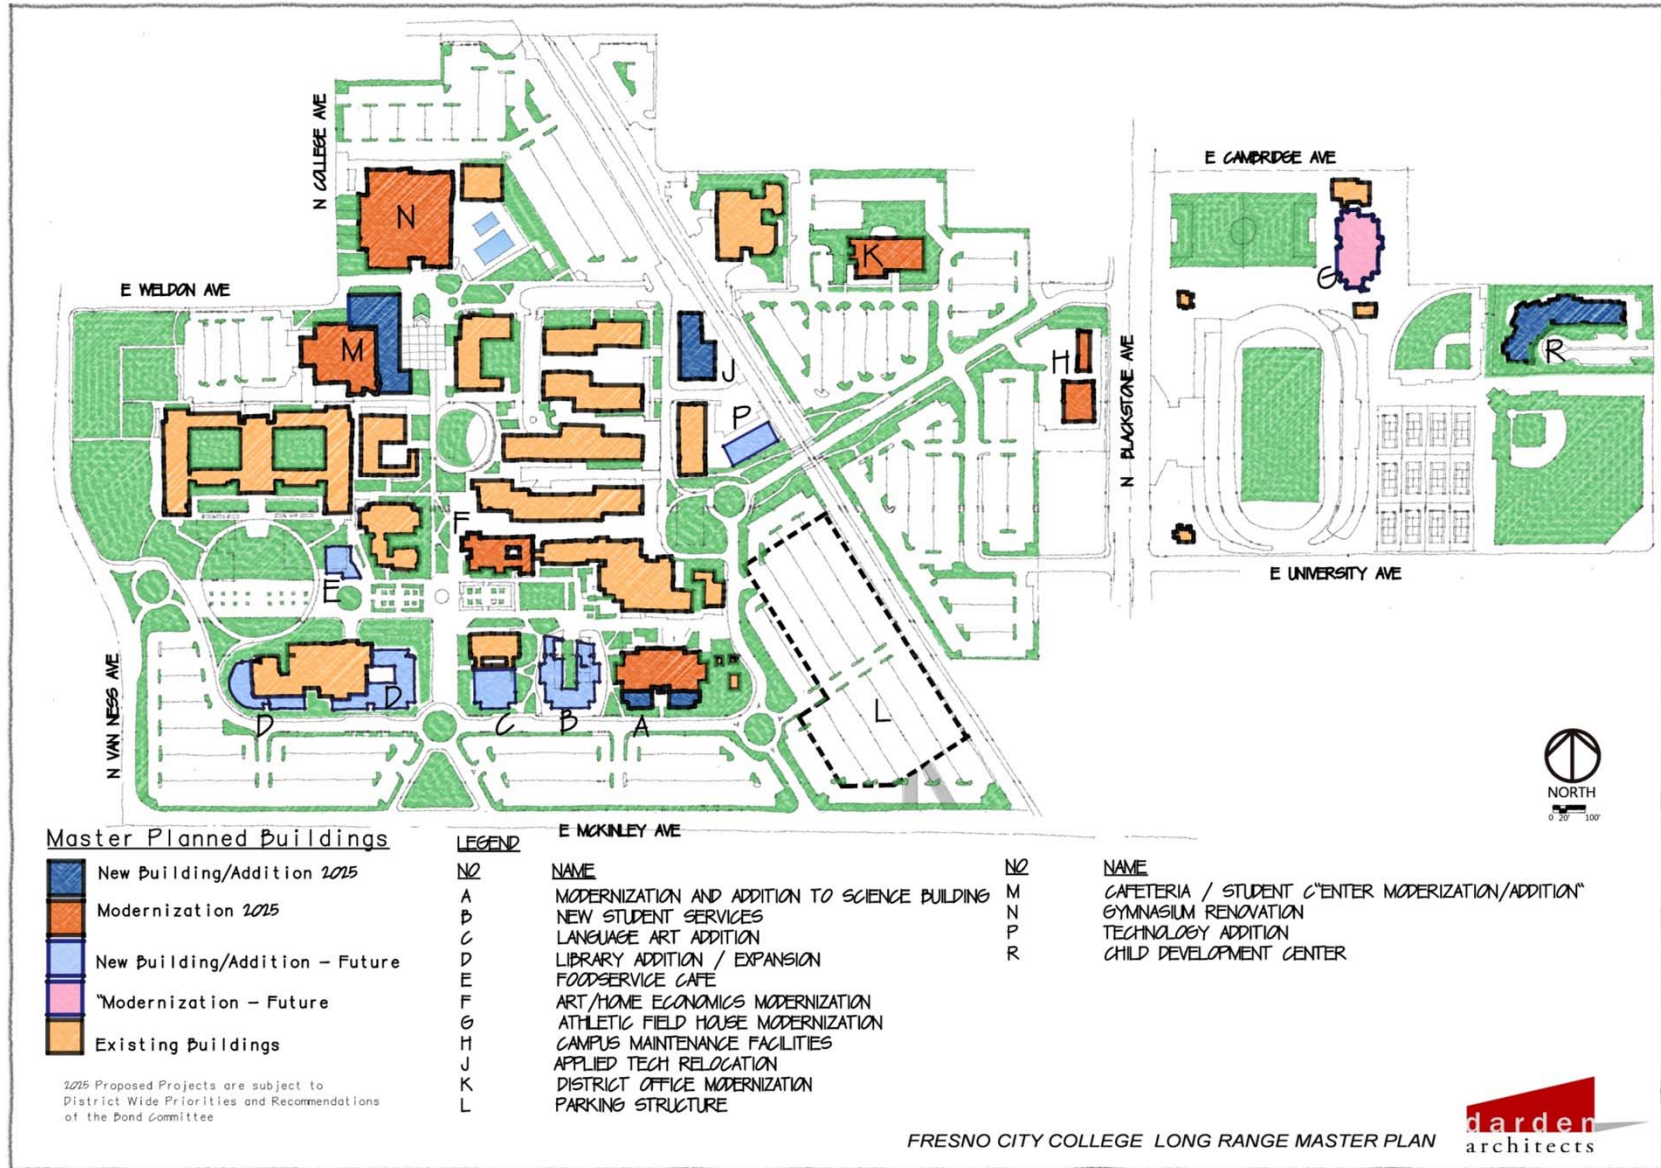 N COLLEGE AVE
E CAMBRIDGE AVE
N
K
G
E WELDON AVE
M
J
H
R
P
N BLACKSTONE AVE
F
E UNIVERSITY AVE
E
N VAN NESS AVE
D
D
C
B
A
L
NORTH
0 20' 100'
E MCKINLEY AVE
Master Planned Buildings
New Building/Addition 2025
Modernization 2025
New Building/Addition - Future
"Modernization - Future
Existing Buildings
2025 Proposed Projects are subject to
District Wide Priorities and Recommendations
of the Bond Committee
LEGEND
NO NAME
A MODERNIZATION AND ADDITION TO SCIENCE BUILDING
B NEW STUDENT SERVICES
C LANGUAGE ART ADDITION
D LIBRARY ADDITION / EXPANSION
E FOODSERVICE CAFE
F ART/HOME ECONOMICS MODERNIZATION
G ATHLETIC FIELD HOUSE MODERNIZATION
H CAMPUS MAINTENANCE FACILITIES
J APPLIED TECH RELOCATION
K DISTRICT OFFICE MODERNIZATION
L PARKING STRUCTURE
NO NAME
M CAFETERIA / STUDENT C"ENTER MODERIZATION/ADDITION"
N GYMNASIUM RENOVATION
P TECHNOLOGY ADDITION
R CHILD DEVELOPMENT CENTER
FRESNO CITY COLLEGE LONG RANGE MASTER PLAN
darden
architects